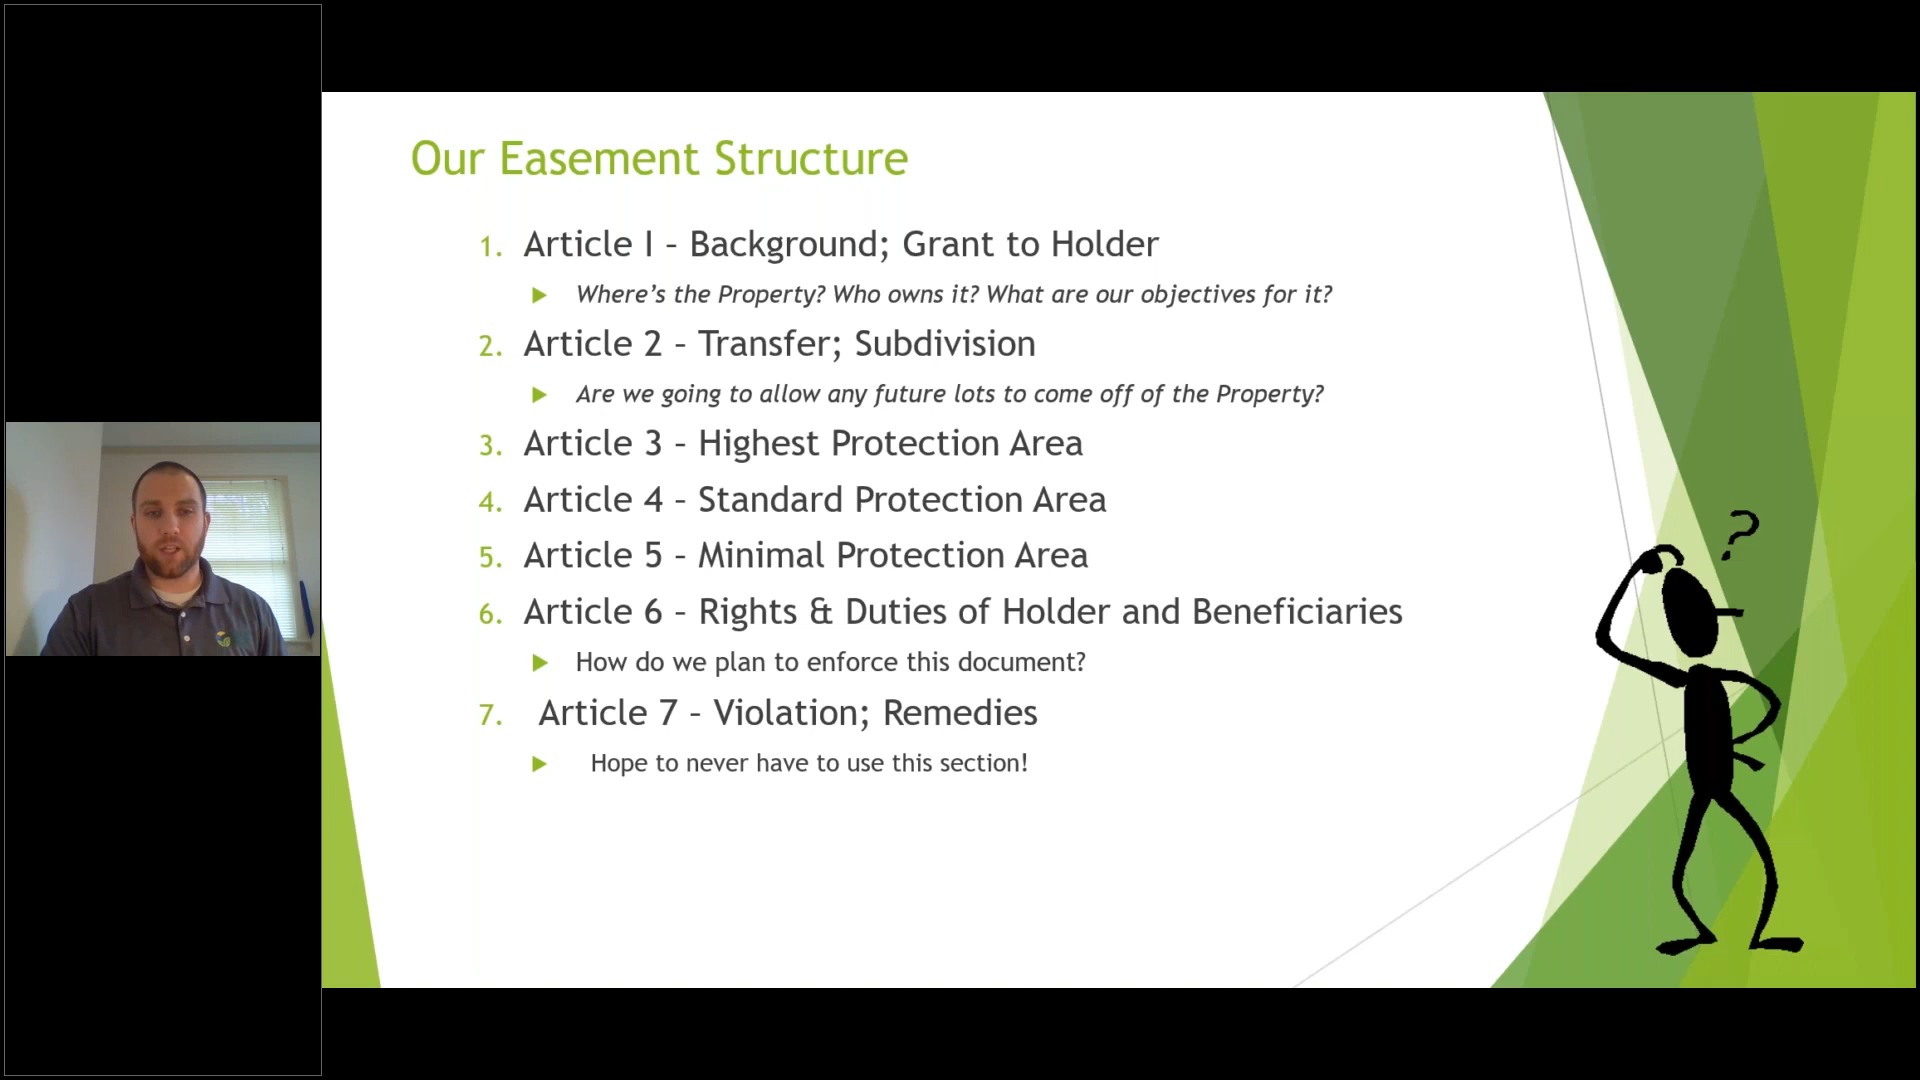 Our Easement Structure
1. Article I – Background; Grant to Holder
Where's the Property? Who owns it? What are our objectives for it?
2. Article 2 – Transfer; Subdivision
Are we going to allow any future lots to come off of the Property?
3. Article 3 – Highest Protection Area
4. Article 4 – Standard Protection Area
5. Article 5 – Minimal Protection Area
6. Article 6 – Rights & Duties of Holder and Beneficiaries
How do we plan to enforce this document?
7. Article 7 – Violation; Remedies
Hope to never have to use this section!
?